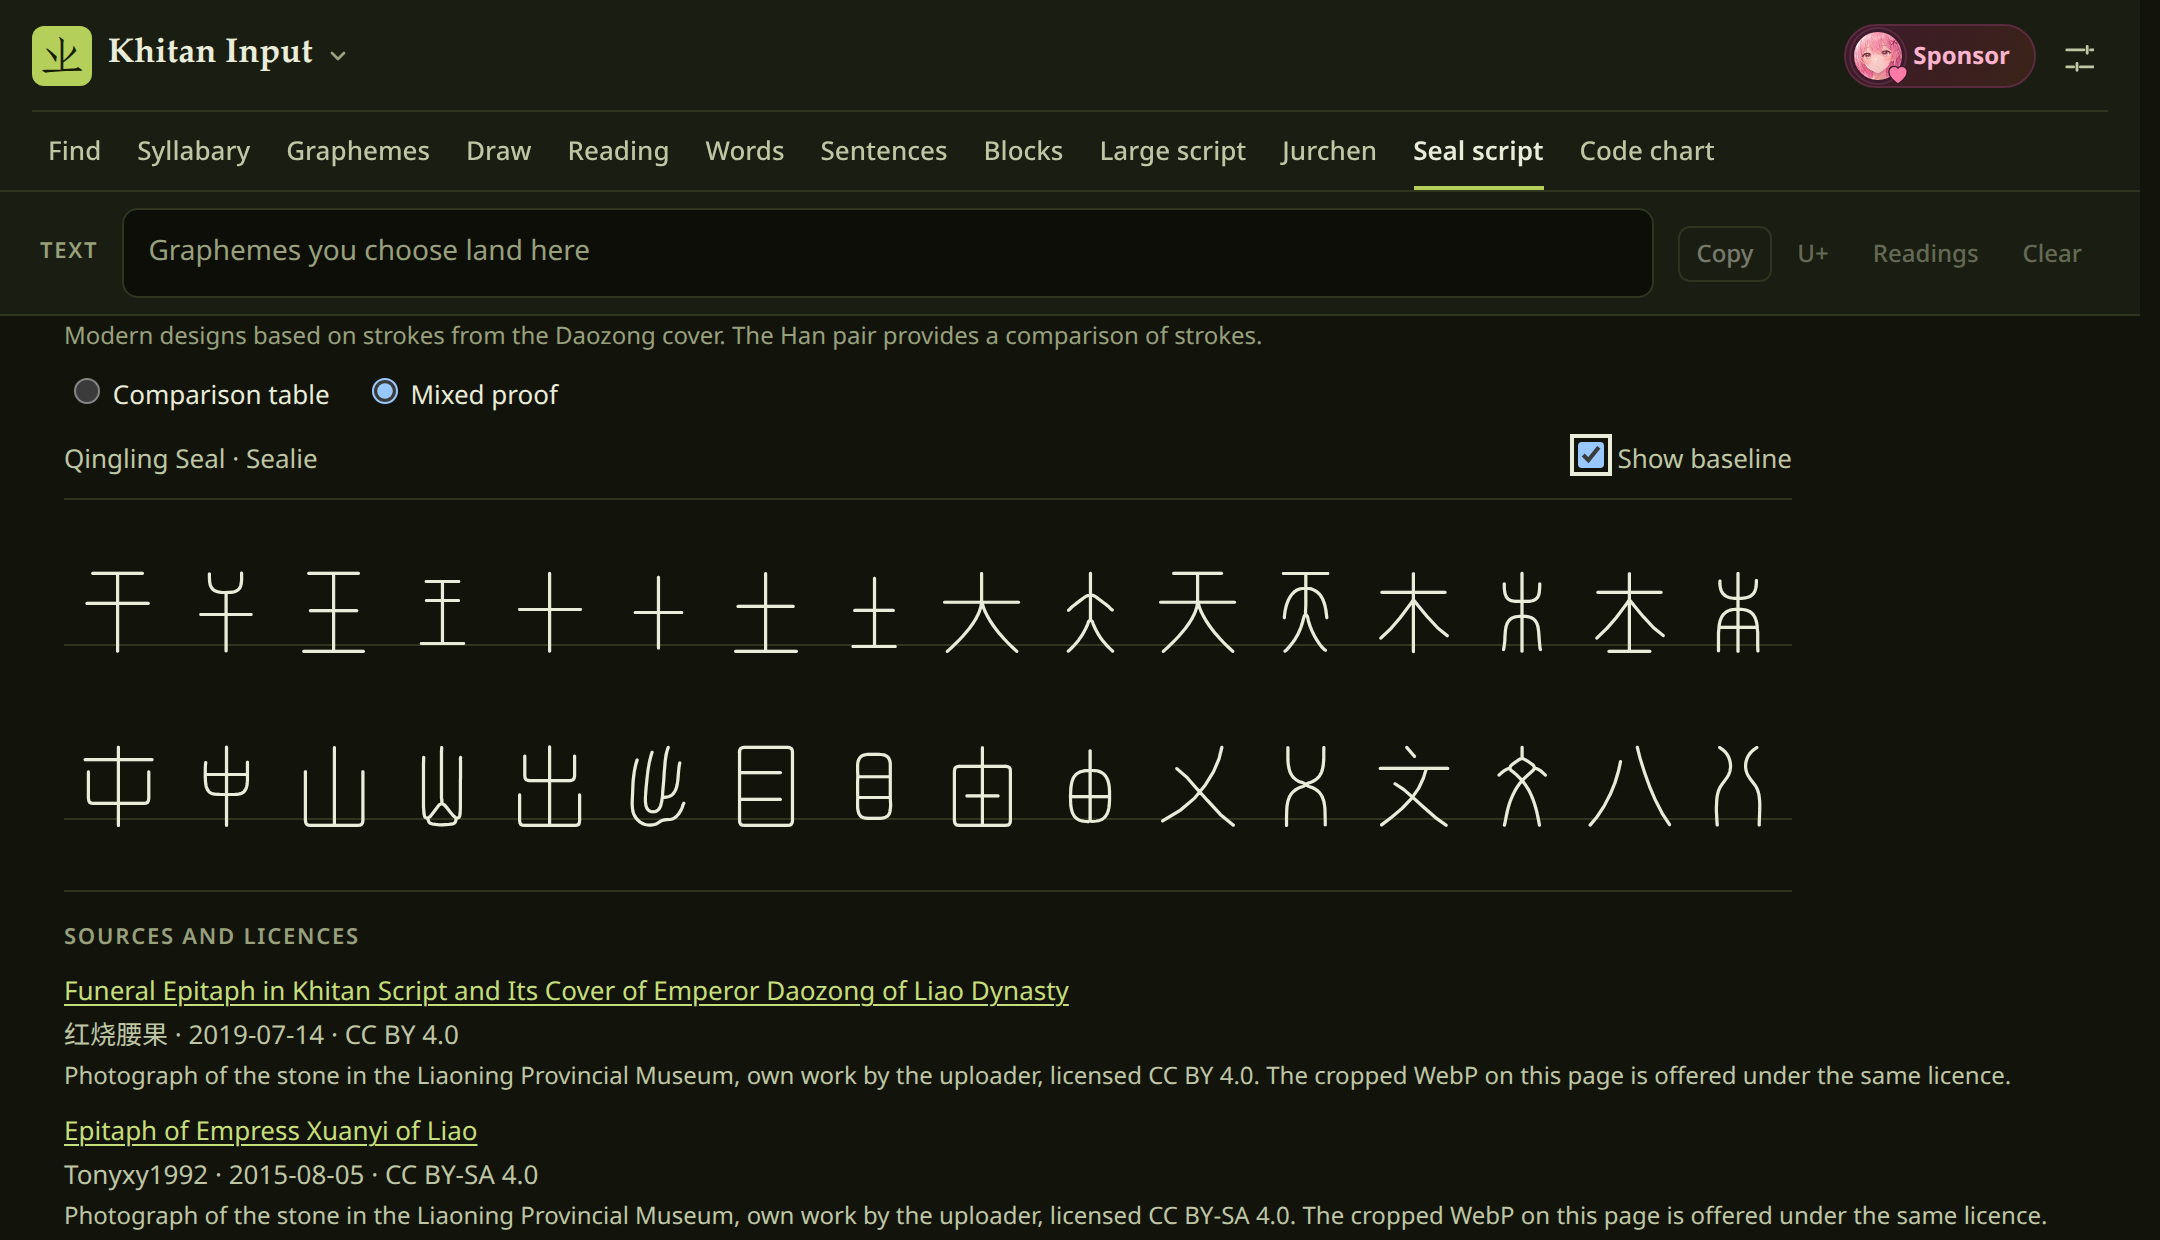 Khitan Input
Sponsor
Find Syllabary Graphemes Draw Reading Words Sentences Blocks Large script Jurchen Seal script Code chart
TEXT Graphemes you choose land here Copy U+ Readings Clear
Modern designs based on strokes from the Daozong cover. The Han pair provides a comparison of strokes.
Comparison table Mixed proof
Qingling Seal · Sealie Show baseline
SOURCES AND LICENCES
Funeral Epitaph in Khitan Script and Its Cover of Emperor Daozong of Liao Dynasty
红烧腰果 · 2019-07-14 · CC BY 4.0
Photograph of the stone in the Liaoning Provincial Museum, own work by the uploader, licensed CC BY 4.0. The cropped WebP on this page is offered under the same licence.
Epitaph of Empress Xuanyi of Liao
Tonyxy1992 · 2015-08-05 · CC BY-SA 4.0
Photograph of the stone in the Liaoning Provincial Museum, own work by the uploader, licensed CC BY-SA 4.0. The cropped WebP on this page is offered under the same licence.